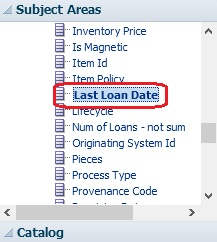 Subject Areas
Inventory Price
Is Magnetic
Item Id
Item Policy
Last Loan Date
Lifecycle
Num of Loans - not sum
Originating System Id
Pieces
Process Type
Provenance Code
Catalog